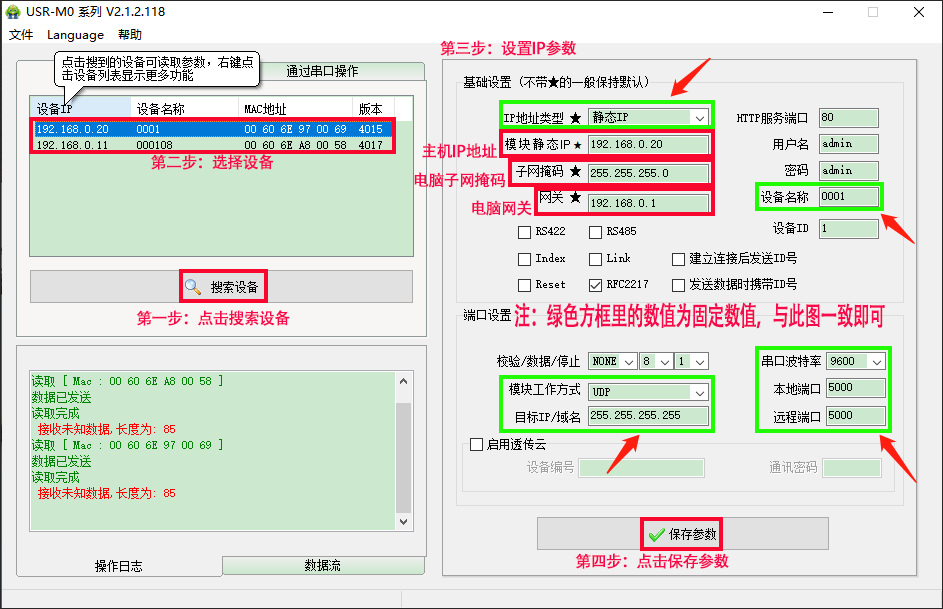 USR-M0 系列 V2.1.2.118
文件 Language 帮助
点击搜到的设备可读取参数，右键点
击设备列表显示更多功能
通过串口操作
设备IP 设备名称 MAC地址 版本
192.168.0.20 0001 00 60 6E 97 00 69 4015
192.168.0.11 000108 00 60 6E A8 00 58 4017
第二步：选择设备
搜索设备
第一步：点击搜索设备
读取 [ Mac : 00 60 6E A8 00 58 ]
数据已发送
读取完成
接收未知数据,长度为: 85
读取 [ Mac : 00 60 6E 97 00 69 ]
数据已发送
读取完成
接收未知数据,长度为: 85
操作日志 数据流
第三步：设置IP参数
基础设置（不带★的一般保持默认）
IP地址类型 ★ 静态IP
主机IP地址 模块静态IP ★ 192.168.0.20
电脑子网掩码 子网掩码 ★ 255.255.255.0
电脑网关 网关 ★ 192.168.0.1
HTTP服务端口 80
用户名 admin
密码 admin
设备名称 0001
设备ID 1
RS422 RS485
Index Link 建立连接后发送ID号
Reset RFC2217 发送数据时携带ID号
端口设置 注：绿色方框里的数值为固定数值，与此图一致即可
校验/数据/停止 NONE 8 1
模块工作方式 UDP
目标IP/域名 255.255.255.255
串口波特率 9600
本地端口 5000
远程端口 5000
启用透传云
设备编号 通讯密码
保存参数
第四步：点击保存参数